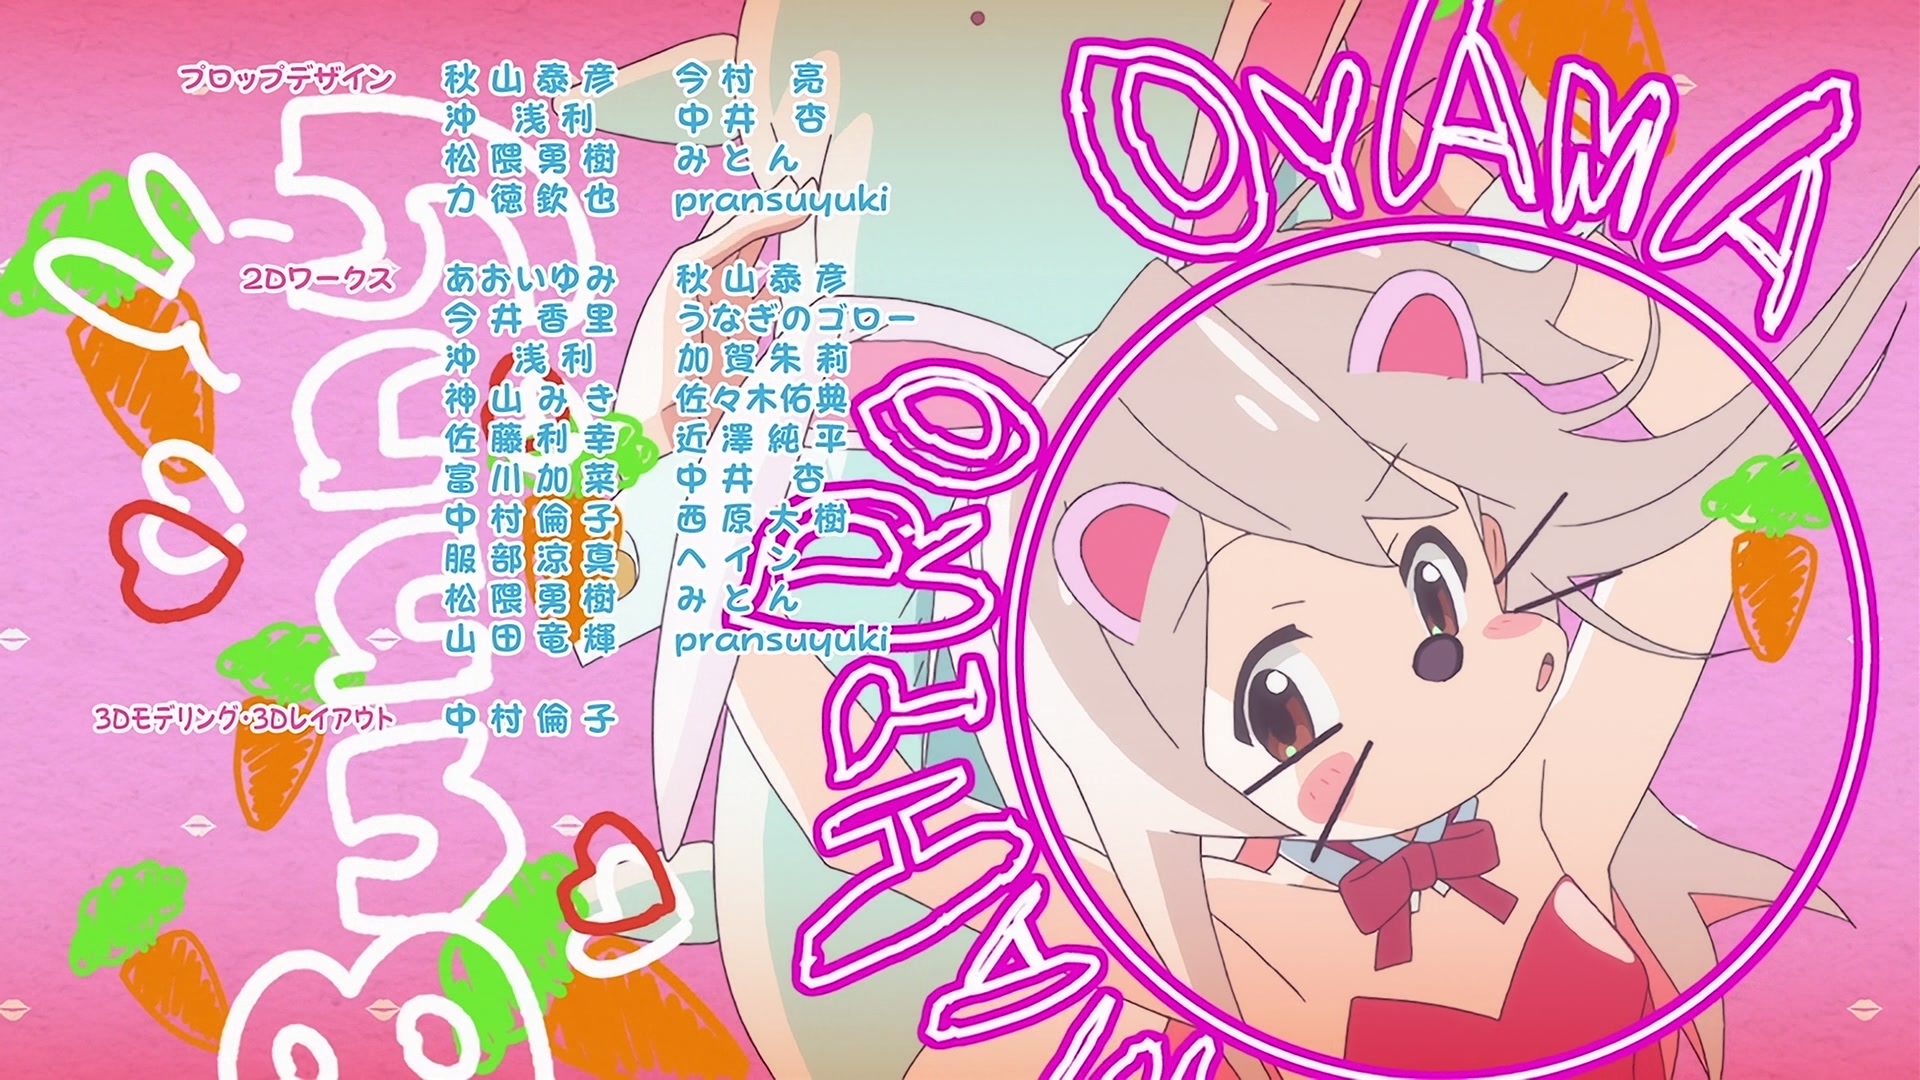 プロップデザイン 秋山泰彦 今村 亮
沖 浅利 中井 杏
松隈勇樹 みとん
力徳欽也 pransuyuki
2Dワークス あおいゆみ 秋山泰彦
今井香里 うなぎのゴロー
沖 浅利 加賀朱莉
神山みき 佐々木佑典
佐藤利幸 近澤純平
富川加菜 中井 杏
中村倫子 西原大樹
服部涼真 ヘイン
松隈勇樹 みとん
山田竜輝 pransuyuki
3Dモデリング・3Dレイアウト 中村倫子
OYAMA
MAHIRO